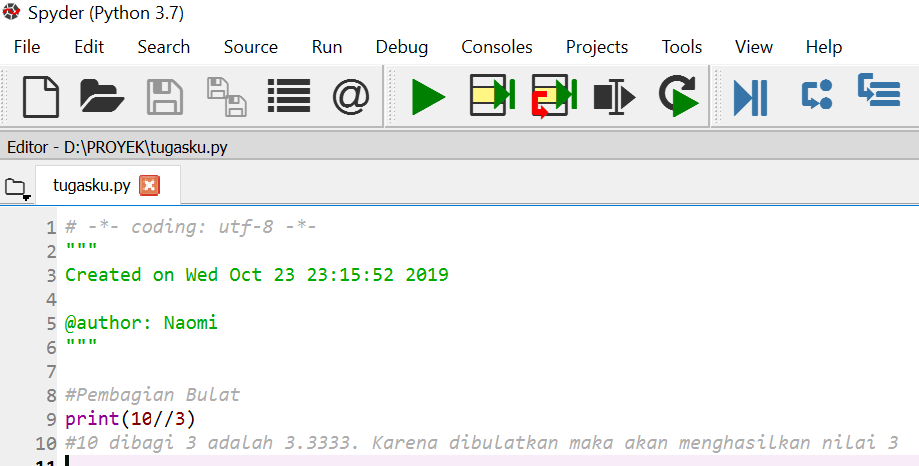 Spyder (Python 3.7)
File Edit Search Source Run Debug Consoles Projects Tools View Help
@
Editor - D:\PROYEK\tugasku.py
tugasku.py
1 # -*- coding: utf-8 -*-
2 """
3 Created on Wed Oct 23 23:15:52 2019
4
5 @author: Naomi
6 """
7
8 #Pembagian Bulat
9 print(10//3)
10 #10 dibagi 3 adalah 3.3333. Karena dibulatkan maka akan menghasilkan nilai 3
11